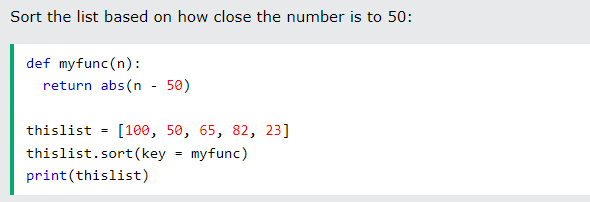 Sort the list based on how close the number is to 50:
def myfunc(n):
  return abs(n - 50)
thislist = [100, 50, 65, 82, 23]
thislist.sort(key = myfunc)
print(thislist)